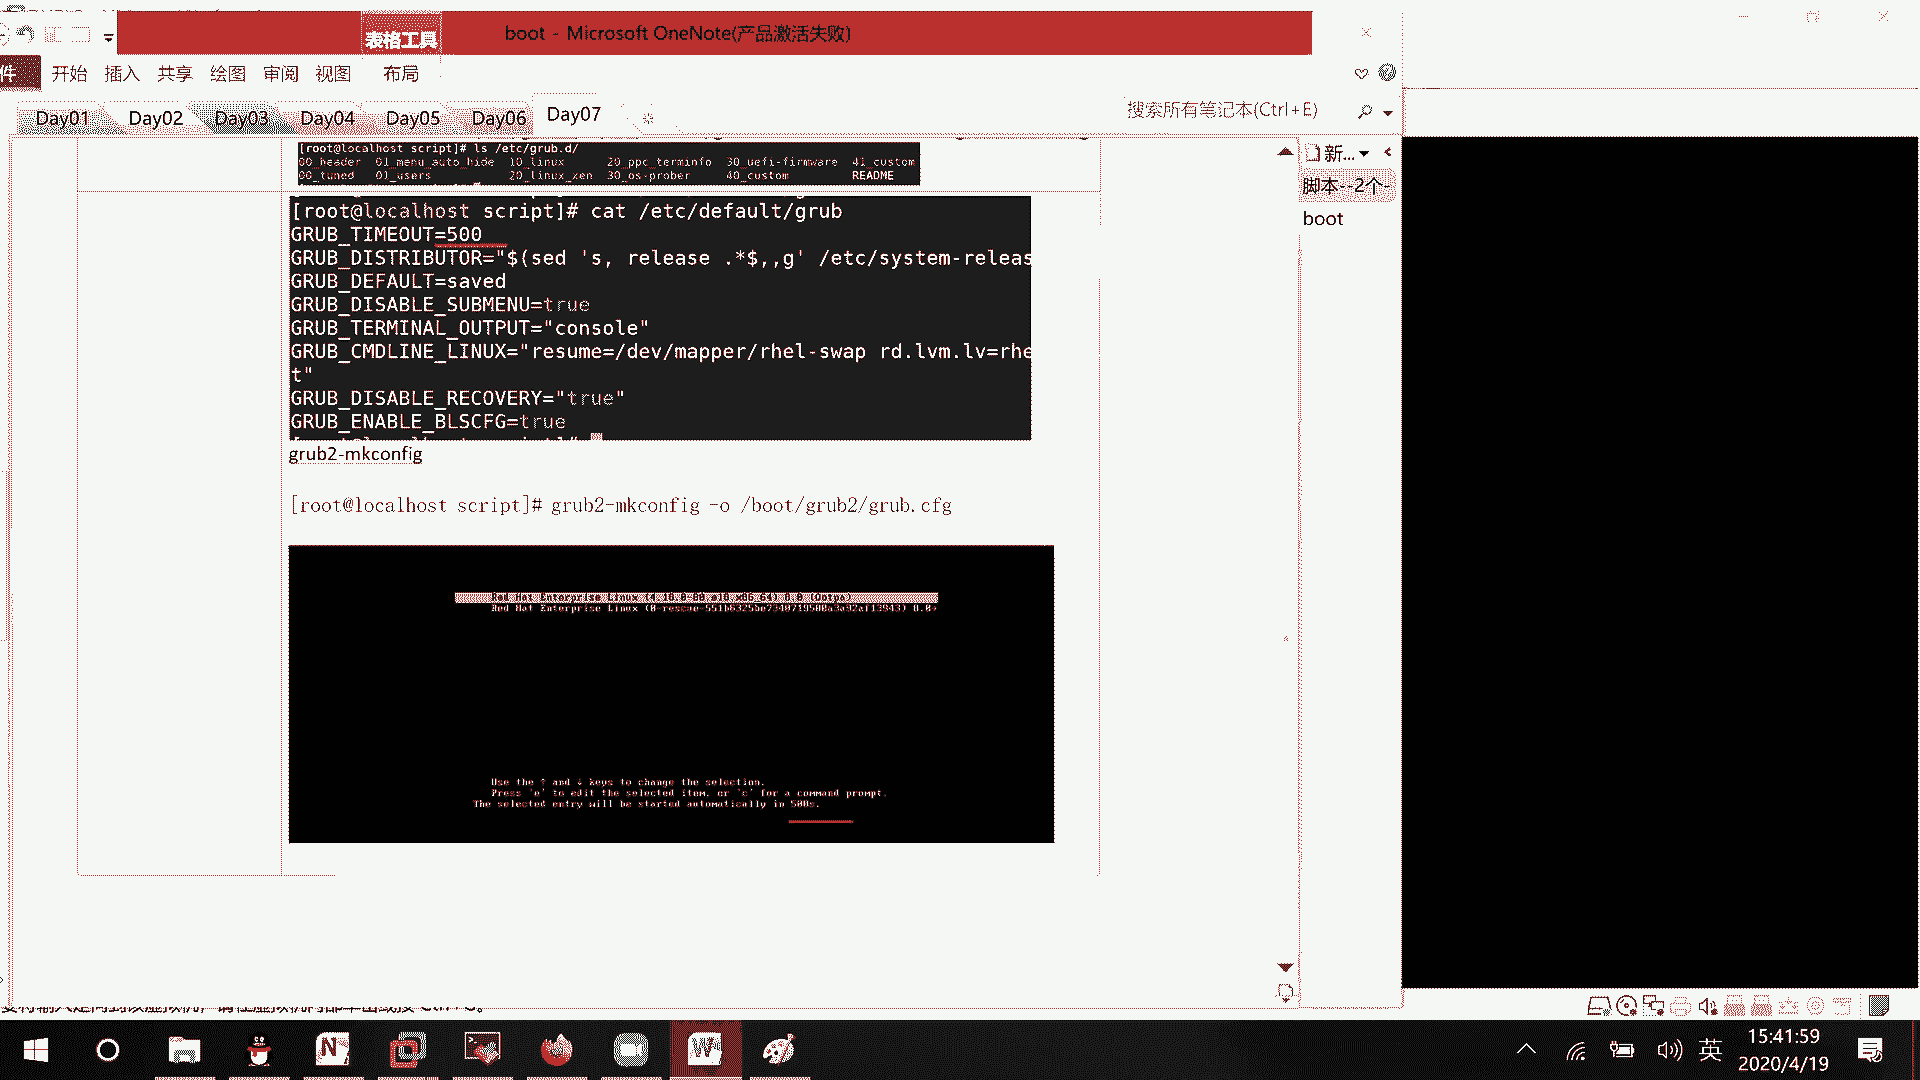 表格工具
boot - Microsoft OneNote(产品激活失败)
件 开始 插入 共享 绘图 审阅 视图 布局
Day01 Day02 Day03 Day04 Day05 Day06 Day07
搜索所有笔记本(Ctrl+E)
新...
脚本--2个-
boot
[root@localhost script]# ls /etc/grub.d/
00_header 01_menu_auto_hide 10_linux 20_ppc_terminfo 30_uefi-firmware 41_custom
00_tuned 01_users 20_linux_xen 30_os-prober 40_custom README
[root@localhost script]# cat /etc/default/grub
GRUB_TIMEOUT=500
GRUB_DISTRIBUTOR="$(sed 's, release .*$,,g' /etc/system-releas
GRUB_DEFAULT=saved
GRUB_DISABLE_SUBMENU=true
GRUB_TERMINAL_OUTPUT="console"
GRUB_CMDLINE_LINUX="resume=/dev/mapper/rhel-swap rd.lvm.lv=rhe
t"
GRUB_DISABLE_RECOVERY="true"
GRUB_ENABLE_BLSCFG=true
grub2-mkconfig
[root@localhost script]# grub2-mkconfig -o /boot/grub2/grub.cfg
Red Hat Enterprise Linux (4.18.0-80.el8.x86_64) 8.0 (Ootpa)
Red Hat Enterprise Linux
Use the ↑ and ↓ keys to change the selection.
Press 'e' to edit the selected item, or 'c' for a command prompt.
The selected entry will be started automatically in 500s.
英
15:41:59
2020/4/19